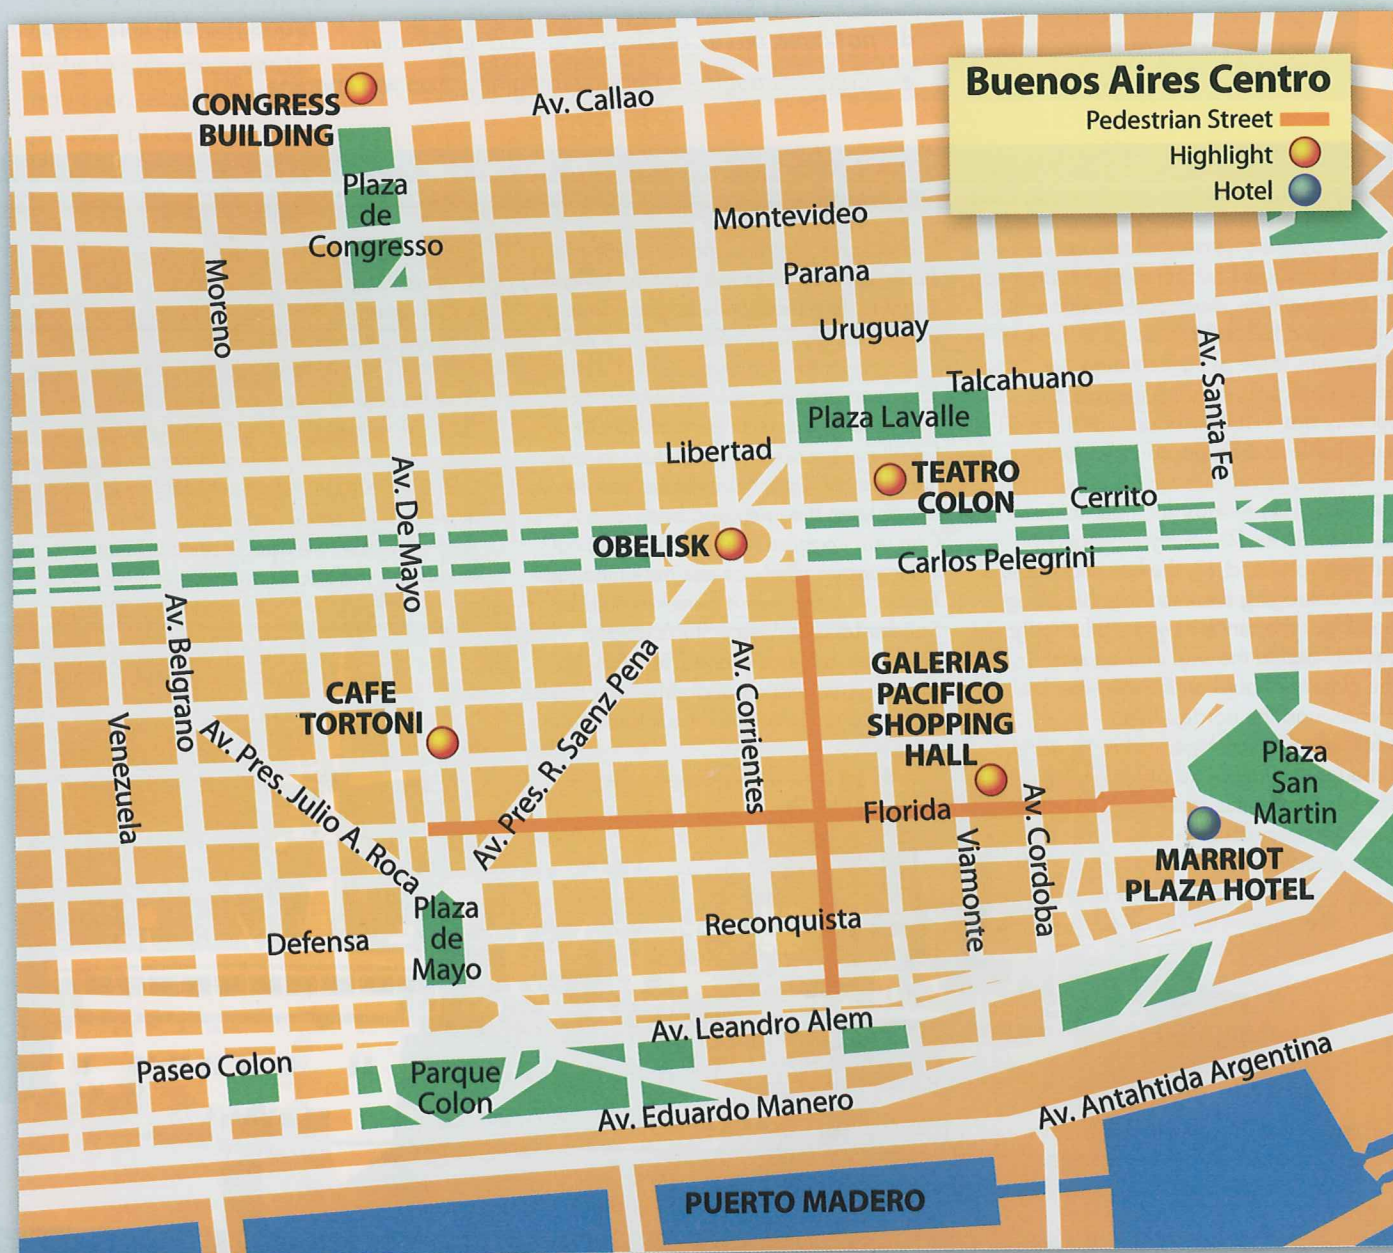 Buenos Aires Centro
Pedestrian Street
Highlight
Hotel
CONGRESS
BUILDING
Av. Callao
Plaza
de
Congresso
Montevideo
Moreno
Parana
Uruguay
Av. Santa Fe
Talcahuano
Plaza Lavalle
Libertad
TEATRO
COLON
Av. De Mayo
Cerrito
OBELISK
Carlos Pelegrini
Av. Belgrano
CAFE
TORTONI
Av. Pres. R. Saenz Pena
Av. Corrientes
GALERIAS
PACIFICO
SHOPPING
HALL
Venezuela
Av. Pres. Julio A. Roca
Plaza
San
Martin
Florida
Viamonte
Av. Cordoba
MARRIOT
PLAZA HOTEL
Plaza
de
Mayo
Defensa
Reconquista
Av. Leandro Alem
Paseo Colon
Parque
Colon
Av. Eduardo Manero
Av. Antahtida Argentina
PUERTO MADERO